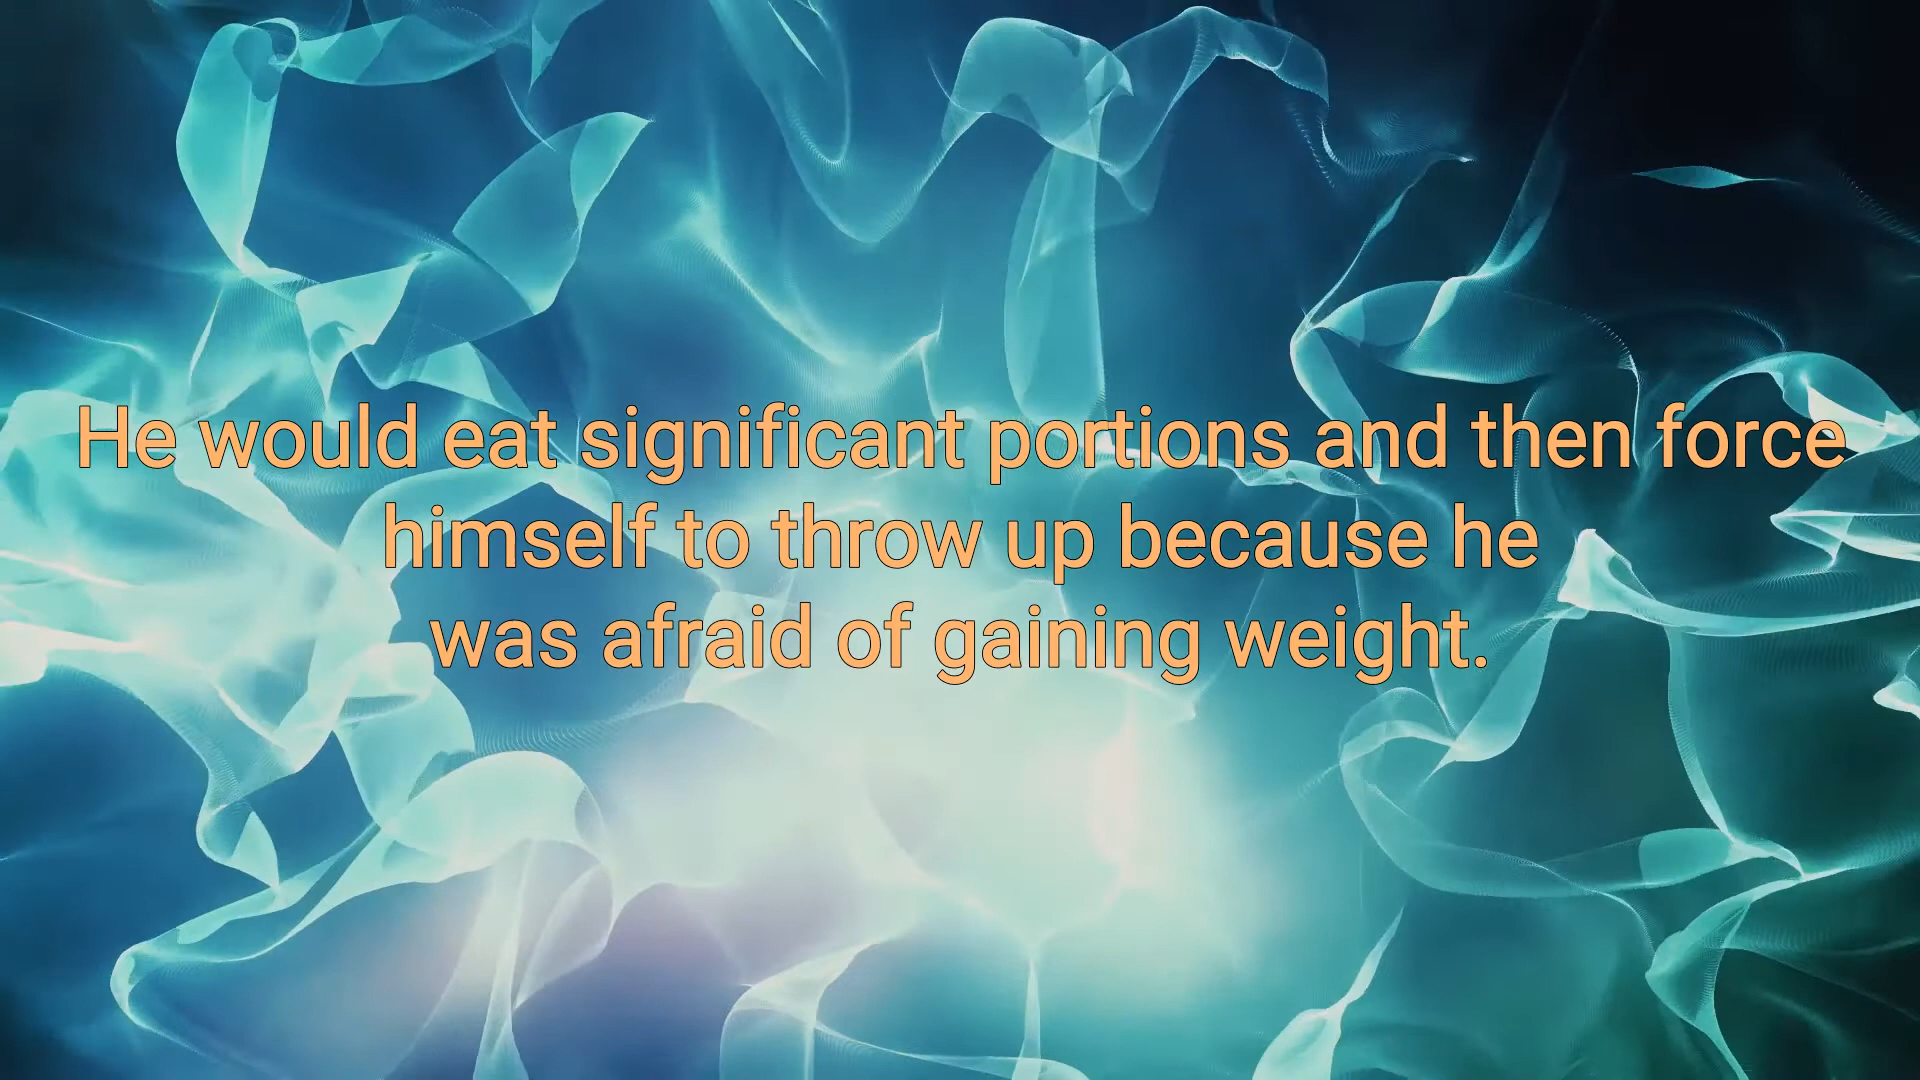 He would eat significant portions and then force
himself to throw up because he
was afraid of gaining weight.